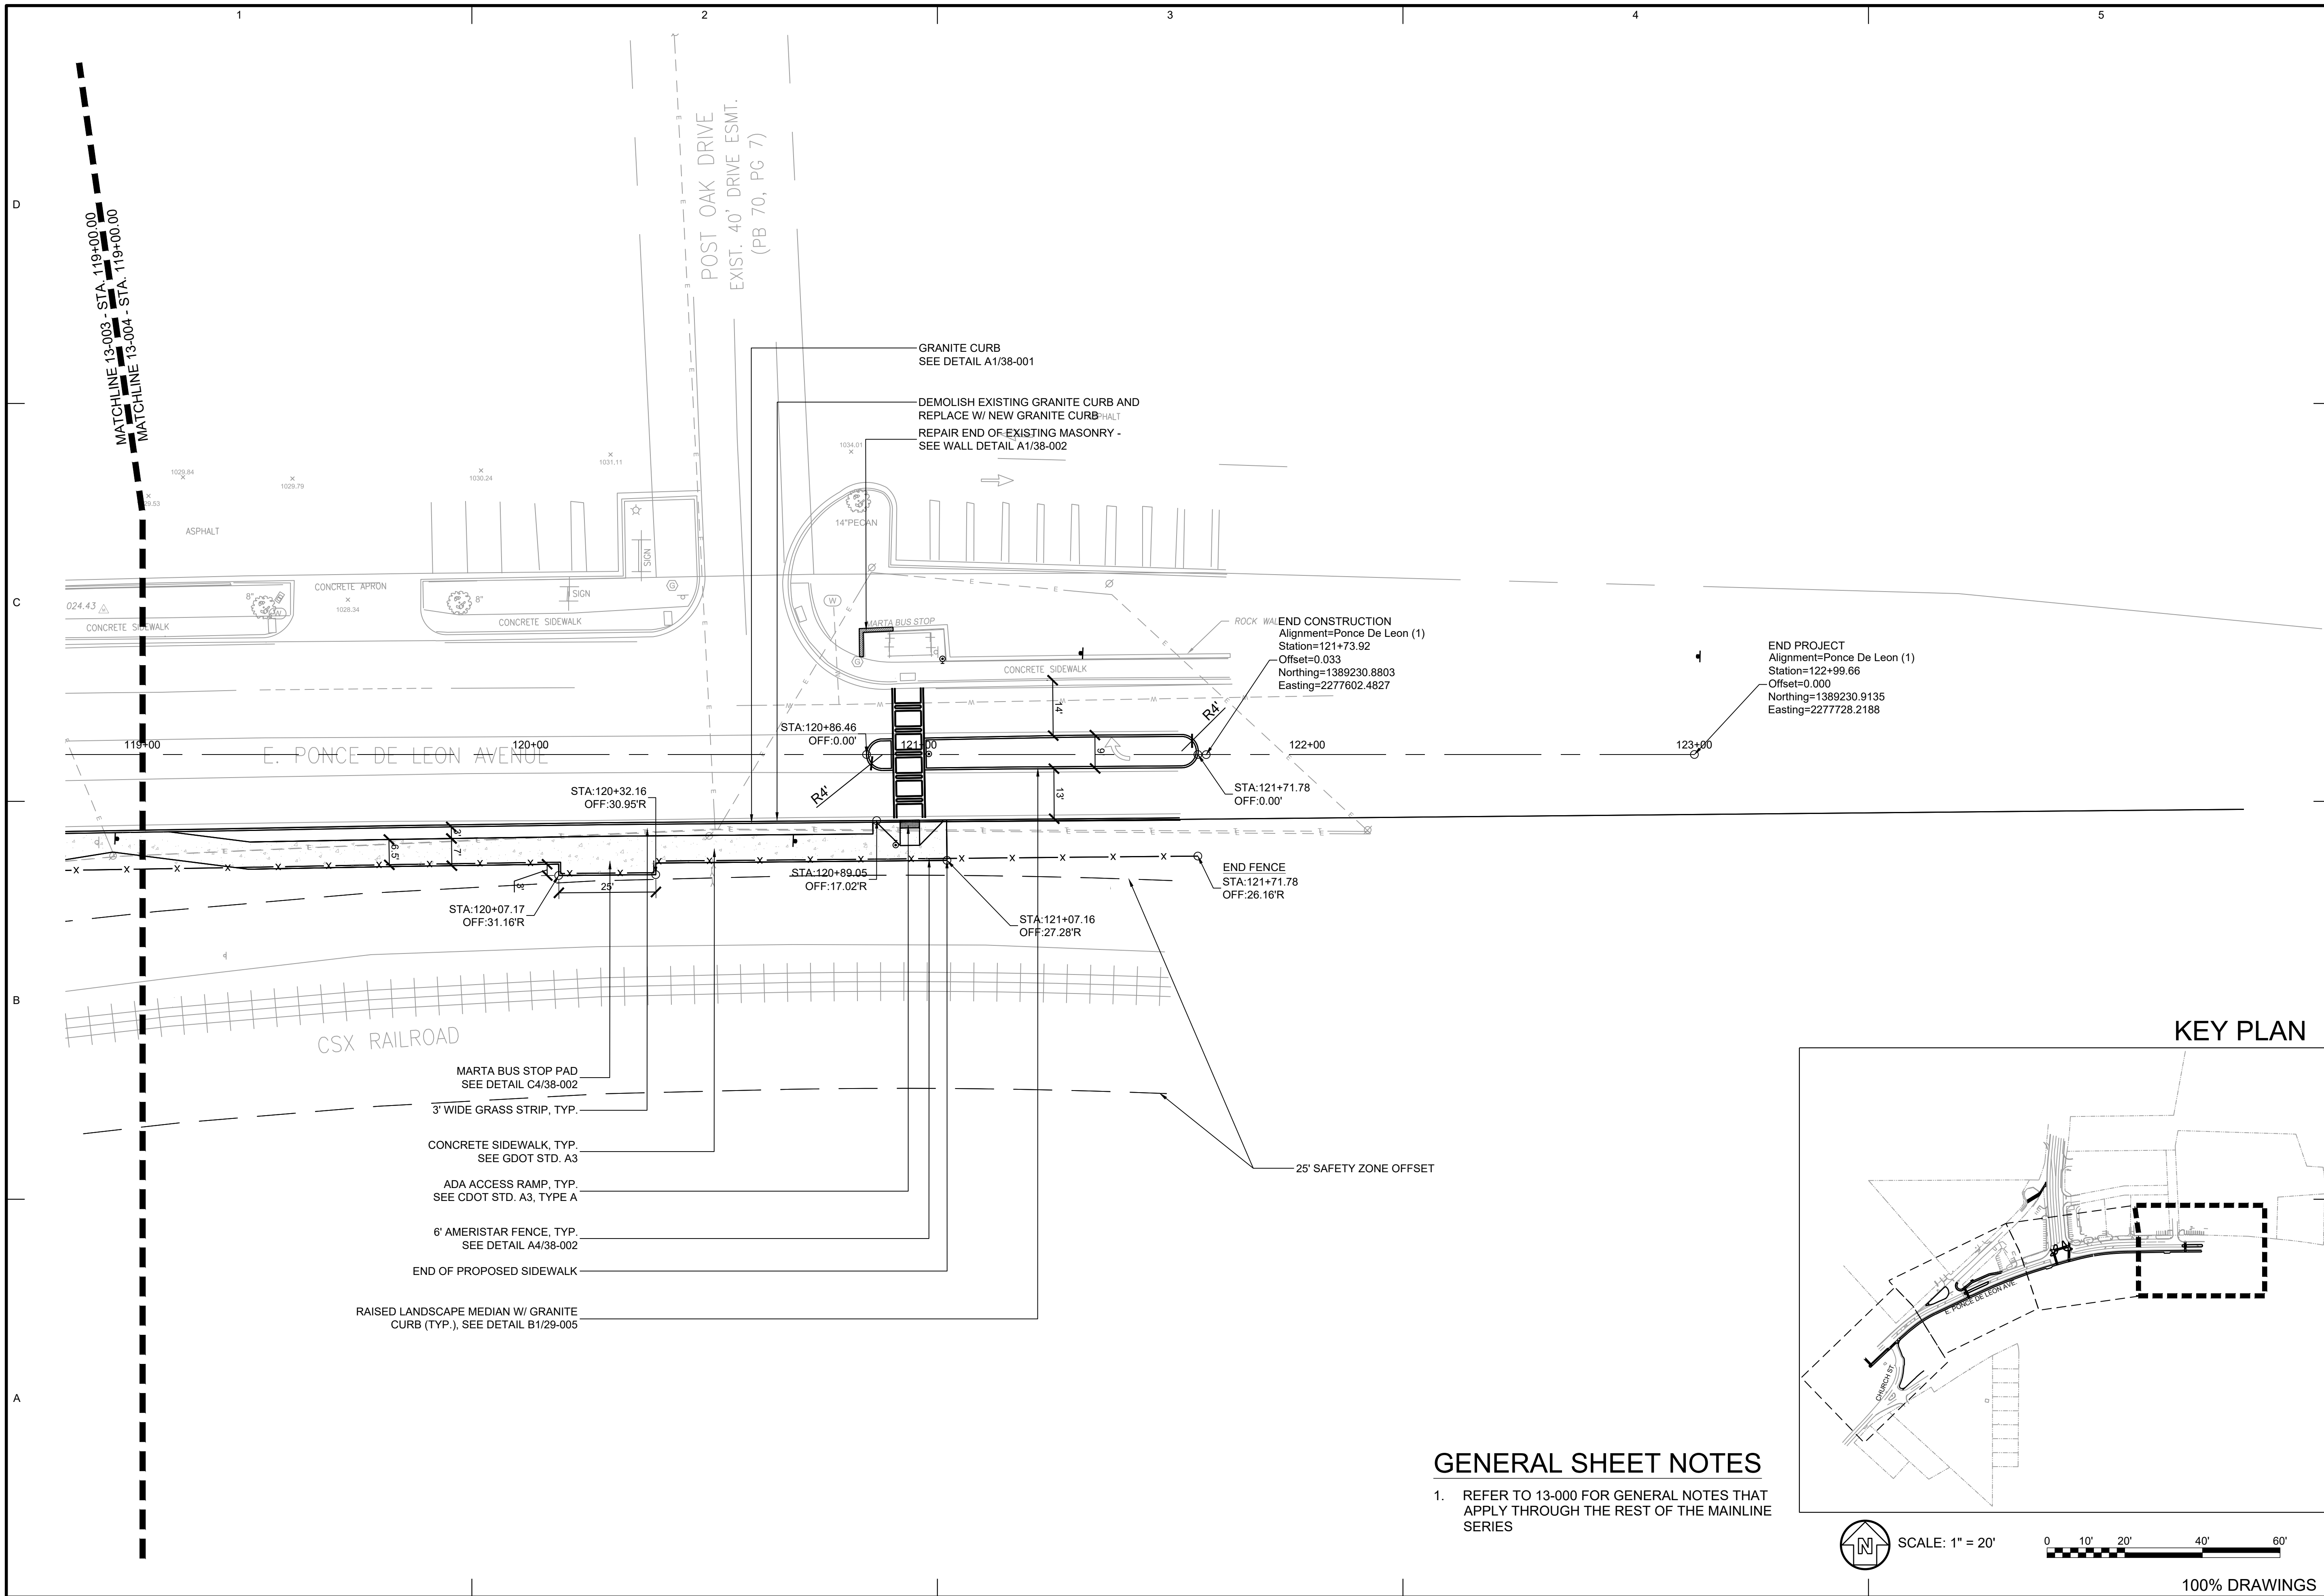 1
2
3
4
5
D
C
B
A
MATCHLINE 13-003 - STA. 119+00.00
MATCHLINE 13-004 - STA. 119+00.00
POST OAK DRIVE
EXIST. 40' DRIVE ESMT.
(PB 70, PG 7)
GRANITE CURB
SEE DETAIL A1/38-001
DEMOLISH EXISTING GRANITE CURB AND
REPLACE W/ NEW GRANITE CURB
REPAIR END OF EXISTING MASONRY -
SEE WALL DETAIL A1/38-002
1034.01
1031.11
1029.84
1029.79
1030.24
29.53
ASPHALT
14"PECAN
SIGN
CONCRETE APRON
8"
8"
SIGN
1028.34
024.43
CONCRETE SIDEWALK
CONCRETE SIDEWALK
W
G
W
G
MARTA BUS STOP
CONCRETE SIDEWALK
ROCK WAL
END CONSTRUCTION
Alignment=Ponce De Leon (1)
Station=121+73.92
Offset=0.033
Northing=1389230.8803
Easting=2277602.4827
END PROJECT
Alignment=Ponce De Leon (1)
Station=122+99.66
Offset=0.000
Northing=1389230.9135
Easting=2277728.2188
14'
R4'
STA:120+86.46
OFF:0.00'
119+00
120+00
121+00
122+00
123+00
E. PONCE DE LEON AVENUE
9'
13'
R4'
STA:121+71.78
OFF:0.00'
STA:120+32.16
OFF:30.95'R
6.5'
7'
3'
25'
STA:120+07.17
OFF:31.16'R
STA:120+89.05
OFF:17.02'R
END FENCE
STA:121+71.78
OFF:26.16'R
STA:121+07.16
OFF:27.28'R
CSX RAILROAD
MARTA BUS STOP PAD
SEE DETAIL C4/38-002
3' WIDE GRASS STRIP, TYP.
CONCRETE SIDEWALK, TYP.
SEE GDOT STD. A3
ADA ACCESS RAMP, TYP.
SEE CDOT STD. A3, TYPE A
6' AMERISTAR FENCE, TYP.
SEE DETAIL A4/38-002
END OF PROPOSED SIDEWALK
RAISED LANDSCAPE MEDIAN W/ GRANITE
CURB (TYP.), SEE DETAIL B1/29-005
25' SAFETY ZONE OFFSET
KEY PLAN
E. PONCE DE LEON AVE.
CHURCH ST.
GENERAL SHEET NOTES
1. REFER TO 13-000 FOR GENERAL NOTES THAT
APPLY THROUGH THE REST OF THE MAINLINE
SERIES
N
SCALE: 1" = 20'
0 10' 20' 40' 60'
100% DRAWINGS